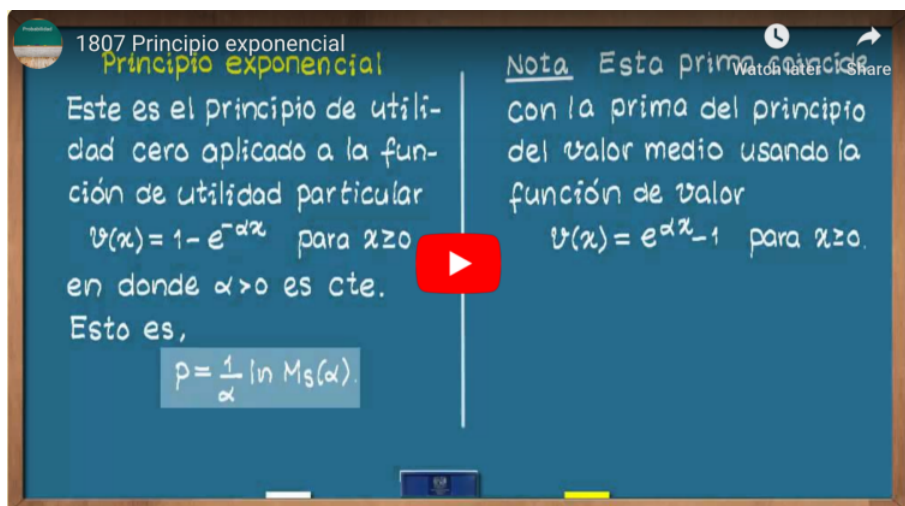 Probabilidad
1807 Principio exponencial
Watch later
Share
Principio exponencial
Este es el principio de utili-
dad cero aplicado a la fun-
ción de utilidad particular
v(x) = 1 - e^{-αx} para x≥0
en donde α>0 es cte.
Esto es,
p = 1/α ln M_S(α).
Nota Esta prima coincide
con la prima del principio
del valor medio usando la
función de valor
v(x) = e^{αx} - 1 para x≥0.